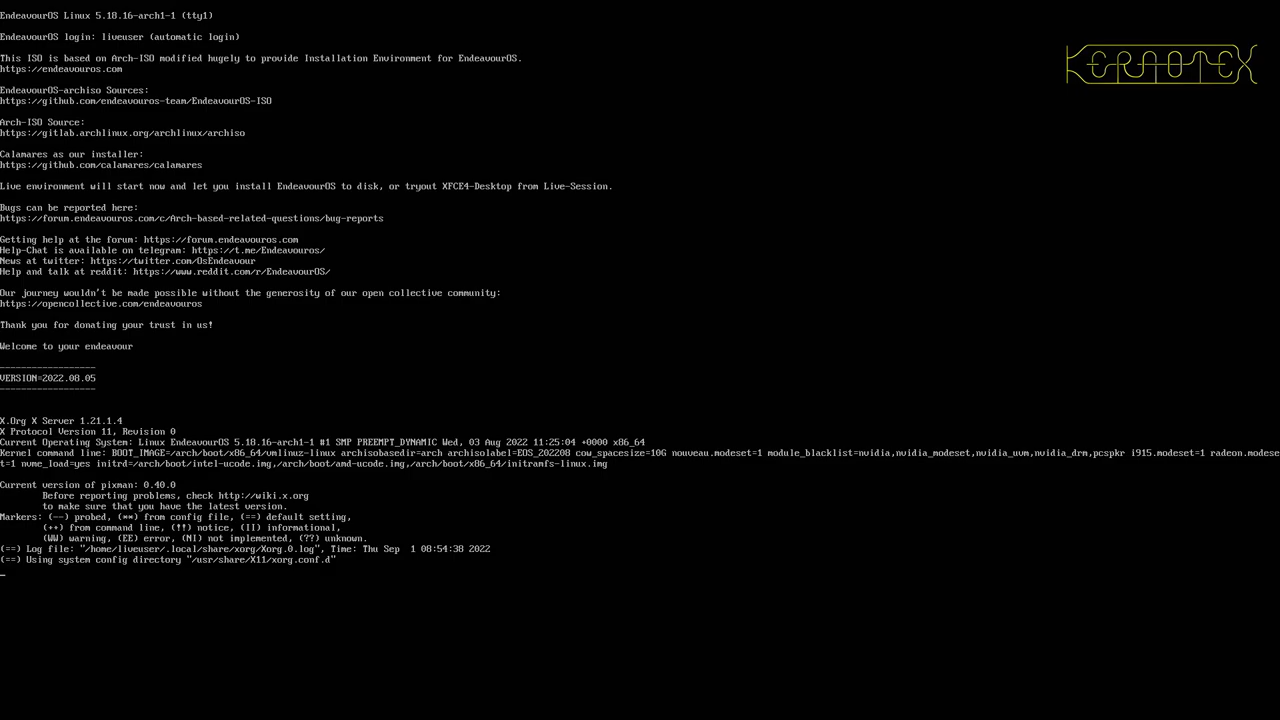 EndeavourOS Linux 5.18.16-arch1-1 (tty1)
KERAOTEX
EndeavourOS login: liveuser (automatic login)
This ISO is based on Arch-ISO modified hugely to provide Installation Environment for EndeavourOS.
https://endeavouros.com
EndeavourOS-archiso Sources:
https://github.com/endeavouros-team/EndeavourOS-ISO
Arch-ISO Source:
https://gitlab.archlinux.org/archlinux/archiso
Calamares as our installer:
https://github.com/calamares/calamares
Live environment will start now and let you install EndeavourOS to disk, or tryout XFCE4-Desktop from Live-Session.
Bugs can be reported here:
https://forum.endeavouros.com/c/Arch-based-related-questions/bug-reports
Getting help at the forum: https://forum.endeavouros.com
Help-Chat is available on telegram: https://t.me/Endeavouros/
News at twitter: https://twitter.com/OsEndeavour
Help and talk at reddit: https://www.reddit.com/r/EndeavourOS/
Our journey wouldn't be made possible without the generosity of our open collective community:
https://opencollective.com/endeavouros
Thank you for donating your trust in us!
Welcome to your endeavour
------------------
VERSION=2022.08.05
------------------
X.Org X Server 1.21.1.4
X Protocol Version 11, Revision 0
Current Operating System: Linux EndeavourOS 5.18.16-arch1-1 #1 SMP PREEMPT_DYNAMIC Wed, 03 Aug 2022 11:25:04 +0000 x86_64
Kernel command line: BOOT_IMAGE=/arch/boot/x86_64/vmlinuz-linux archisobasedir=arch archisolabel=EOS_202208 cow_spacesize=10G nouveau.modeset=1 module_blacklist=nvidia,nvidia_modeset,nvidia_uvm,nvidia_drm,pcspkr i915.modeset=1 radeon.modese
t=1 nvme_load=yes initrd=/arch/boot/intel-ucode.img,/arch/boot/amd-ucode.img,/arch/boot/x86_64/initramfs-linux.img
Current version of pixman: 0.40.0
Before reporting problems, check http://wiki.x.org
to make sure that you have the latest version.
Markers: (--) probed, (**) from config file, (==) default setting,
(++) from command line, (!!) notice, (II) informational,
(WW) warning, (EE) error, (NI) not implemented, (??) unknown.
(==) Log file: "/home/liveuser/.local/share/xorg/Xorg.0.log", Time: Thu Sep  1 08:54:38 2022
(==) Using system config directory "/usr/share/X11/xorg.conf.d"